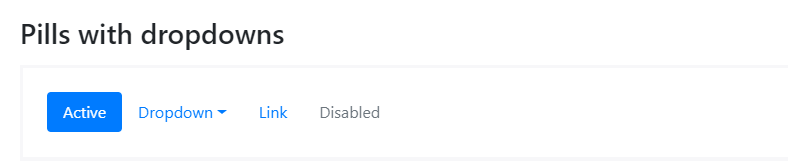 Pills with dropdowns
Active Dropdown Link Disabled